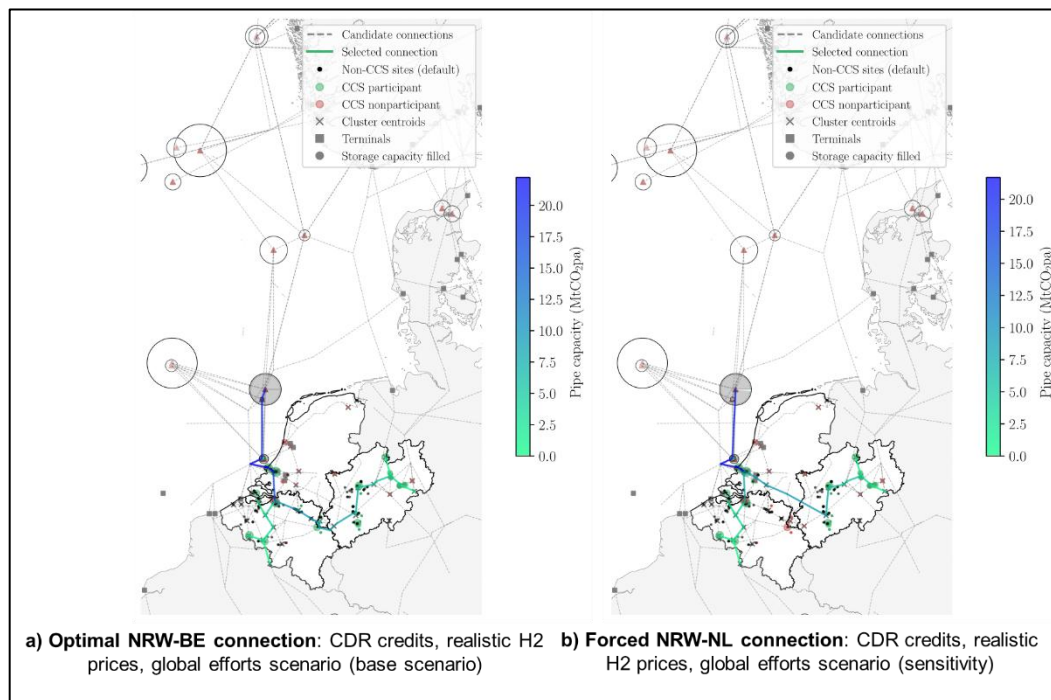 Candidate connections
Selected connection
Non-CCS sites (default)
CCS participant
CCS nonparticipant
Cluster centroids
Terminals
Storage capacity filled
20.0
17.5
15.0
12.5
10.0
7.5
5.0
2.5
0.0
Pipe capacity (MtCO₂pa)
Candidate connections
Selected connection
Non-CCS sites (default)
CCS participant
CCS nonparticipant
Cluster centroids
Terminals
Storage capacity filled
20.0
17.5
15.0
12.5
10.0
7.5
5.0
2.5
0.0
Pipe capacity (MtCO₂pa)
a) Optimal NRW-BE connection: CDR credits, realistic H2
prices, global efforts scenario (base scenario)
b) Forced NRW-NL connection: CDR credits, realistic
H2 prices, global efforts scenario (sensitivity)